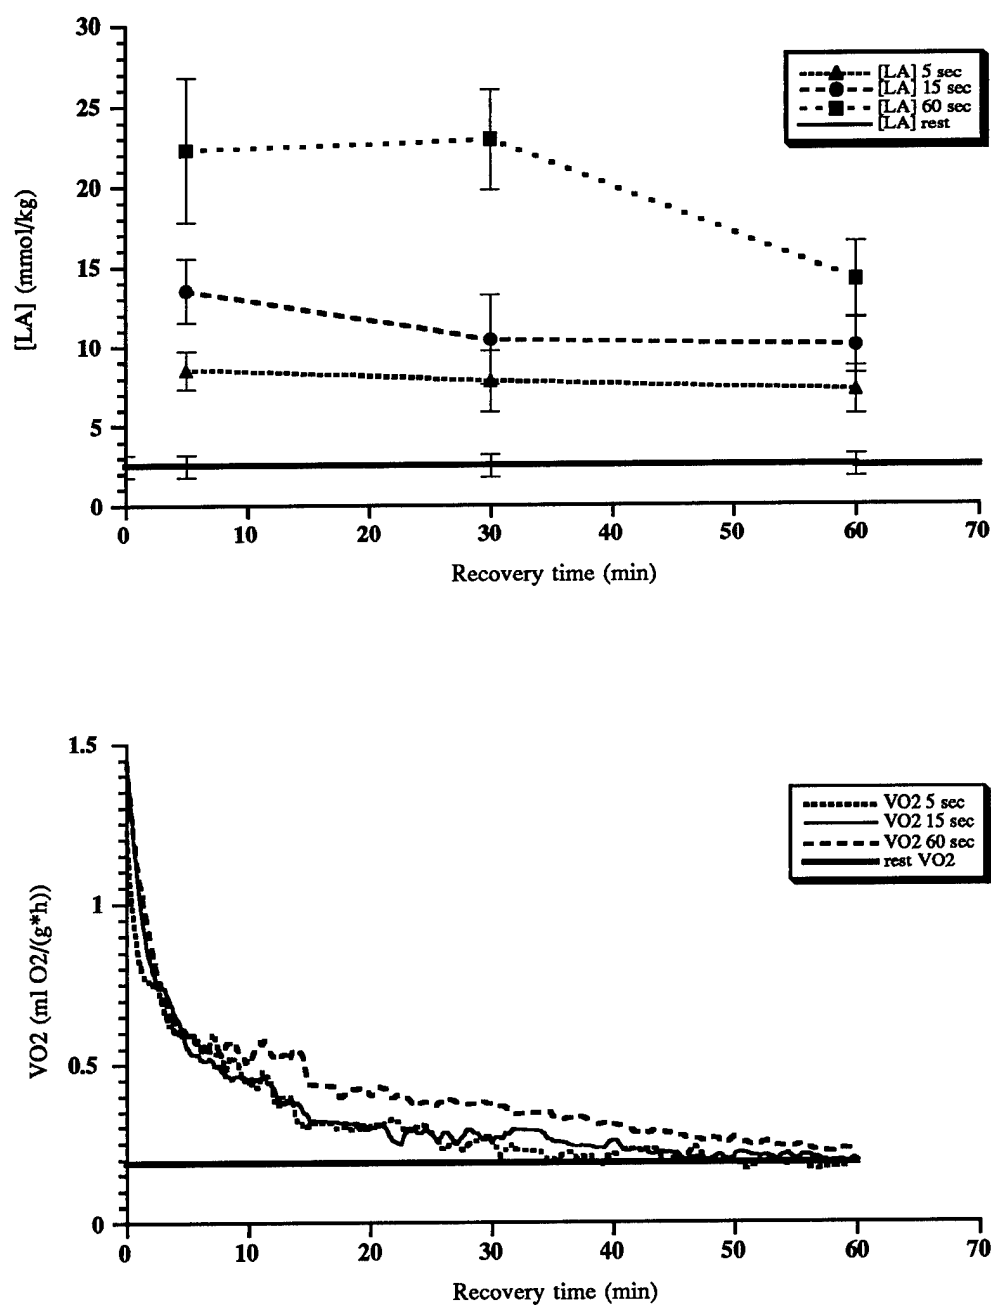 30
25
20
15
10
5
0
[LA] (mmol/kg)
[LA] 5 sec
[LA] 15 sec
[LA] 60 sec
[LA] rest
0 10 20 30 40 50 60 70
Recovery time (min)
1.5
1
0.5
0
VO2 (ml O2/(g*h))
VO2 5 sec
VO2 15 sec
VO2 60 sec
rest VO2
0 10 20 30 40 50 60 70
Recovery time (min)